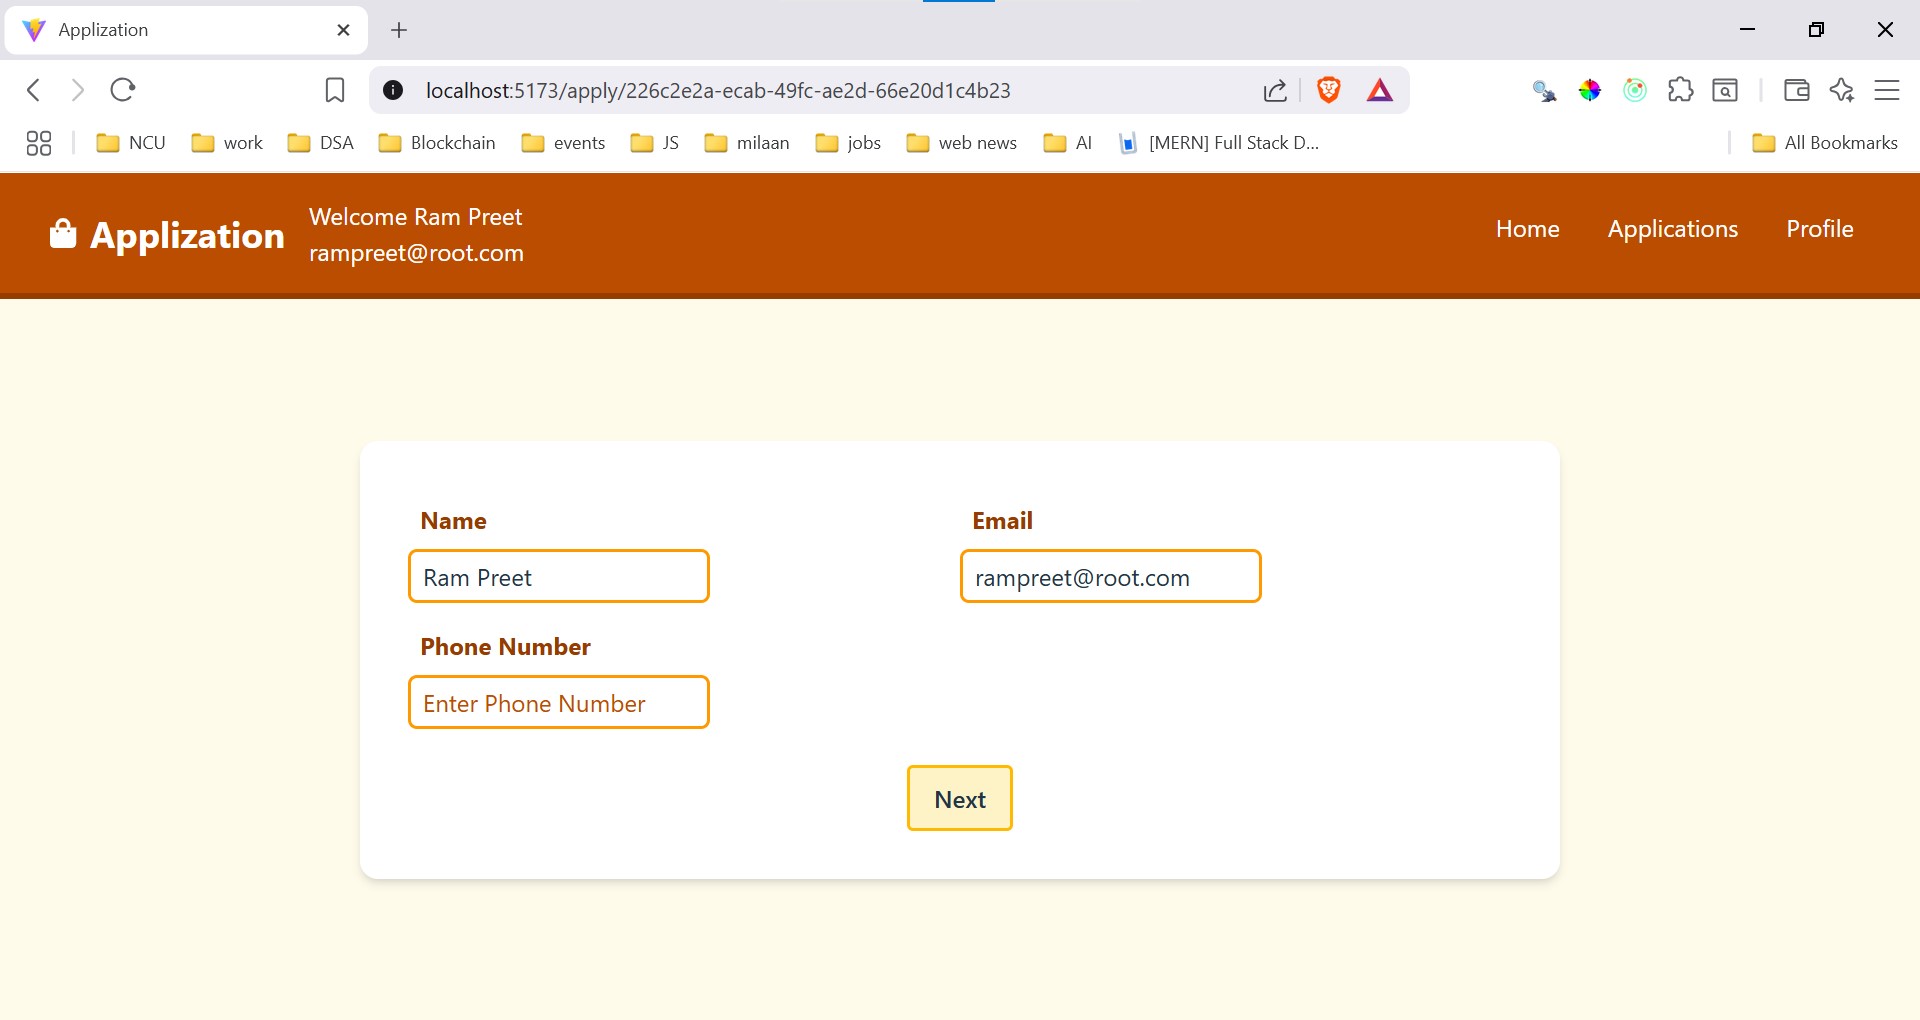 Applization
localhost:5173/apply/226c2e2a-ecab-49fc-ae2d-66e20d1c4b23
NCU work DSA Blockchain events JS milaan jobs web news AI [MERN] Full Stack D... All Bookmarks
Applization
Welcome Ram Preet
rampreet@root.com
Home Applications Profile
Name
Ram Preet
Email
rampreet@root.com
Phone Number
Enter Phone Number
Next